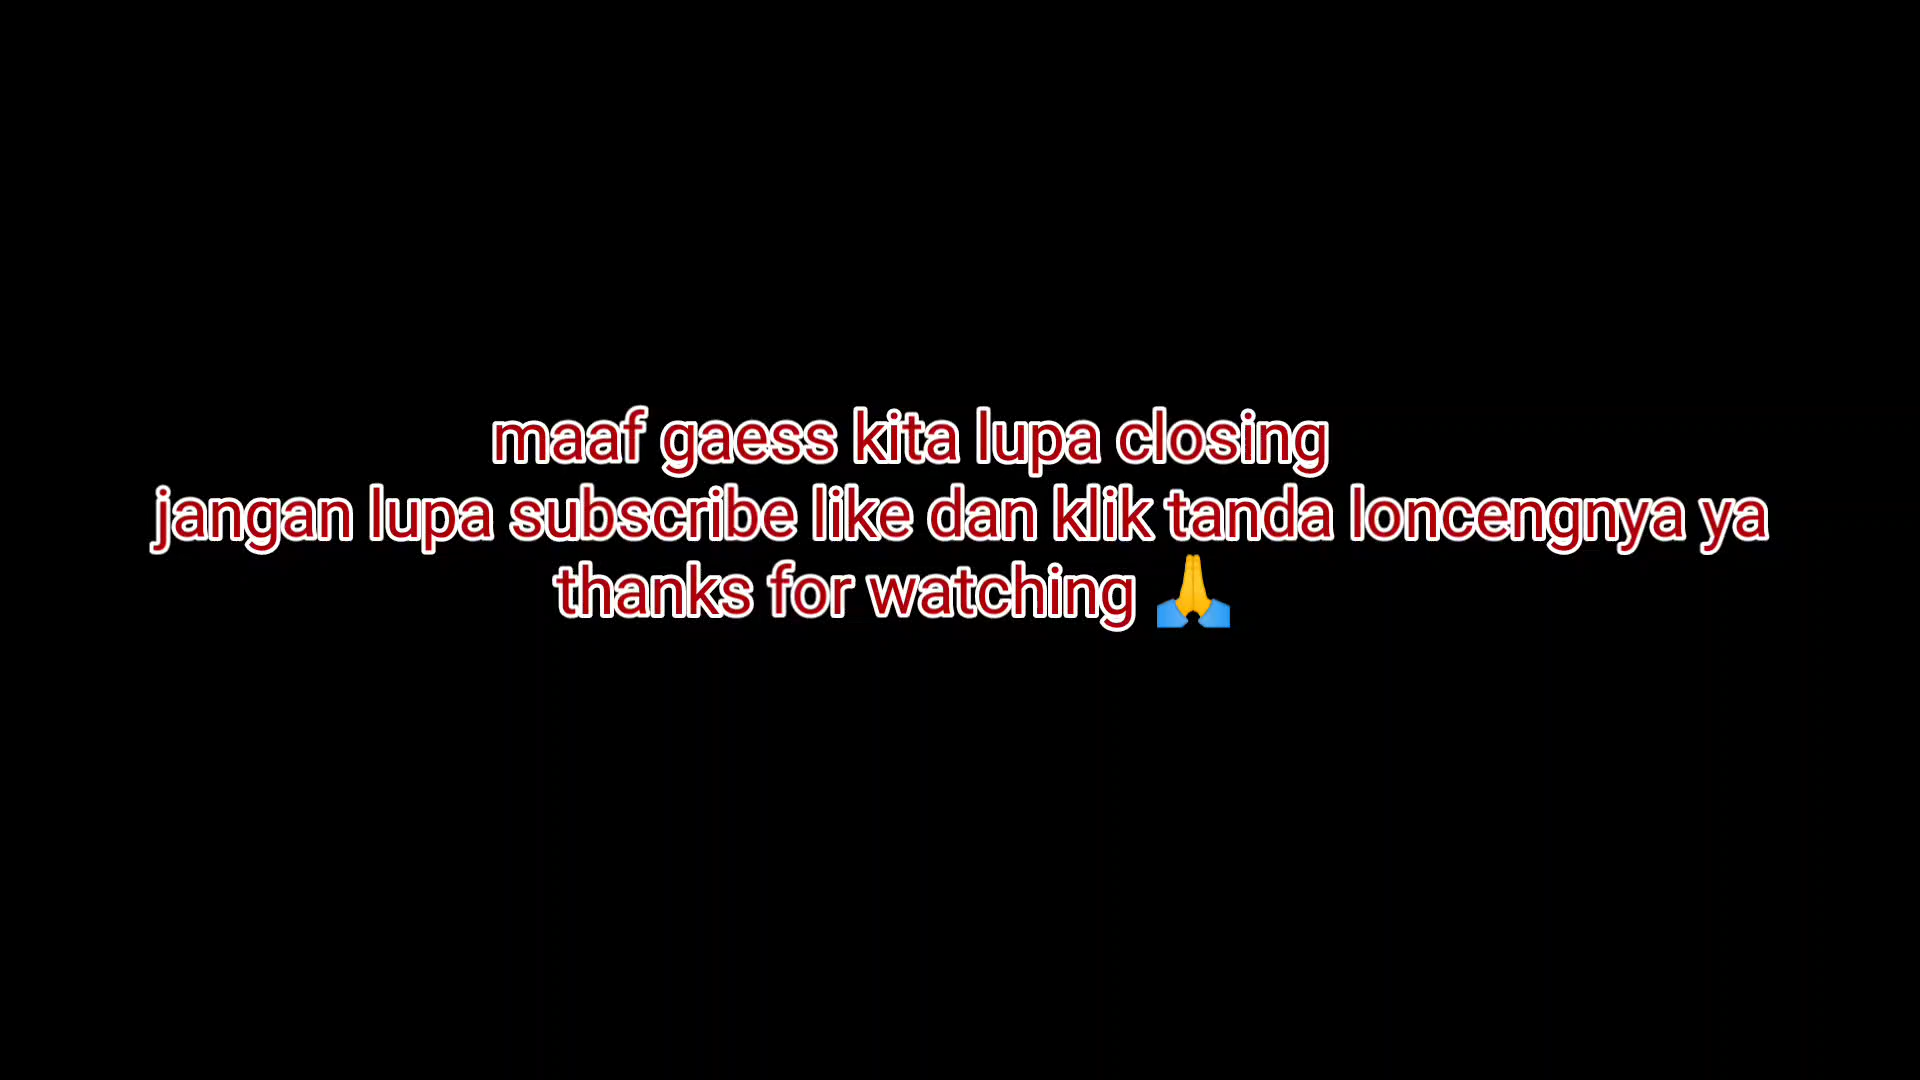 maaf gaess kita lupa closing
jangan lupa subscribe like dan klik tanda loncengnya ya
thanks for watching 🙏